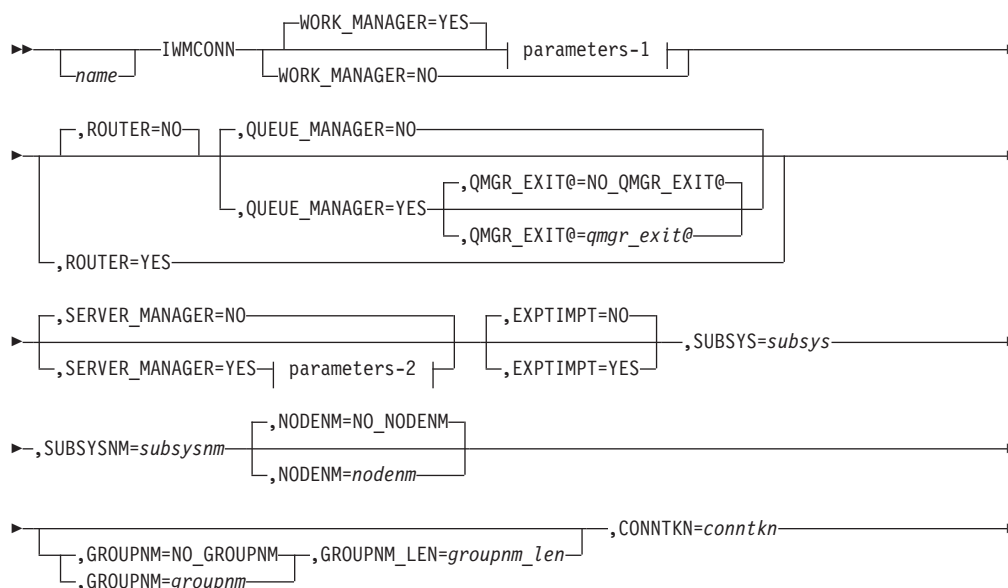 WORK_MANAGER=YES
IWMCONN parameters-1
name WORK_MANAGER=NO
,ROUTER=NO ,QUEUE_MANAGER=NO
,QMGR_EXIT@=NO_QMGR_EXIT@
,QUEUE_MANAGER=YES
,QMGR_EXIT@=qmgr_exit@
,ROUTER=YES
,SERVER_MANAGER=NO ,EXPTIMPT=NO
,SUBSYS=subsys
,SERVER_MANAGER=YES parameters-2 ,EXPTIMPT=YES
,NODENM=NO_NODENM
,SUBSYSNM=subsysnm
,NODENM=nodenm
,CONNTKN=conntkn
,GROUPNM=NO_GROUPNM ,GROUPNM_LEN=groupnm_len
,GROUPNM=groupnm